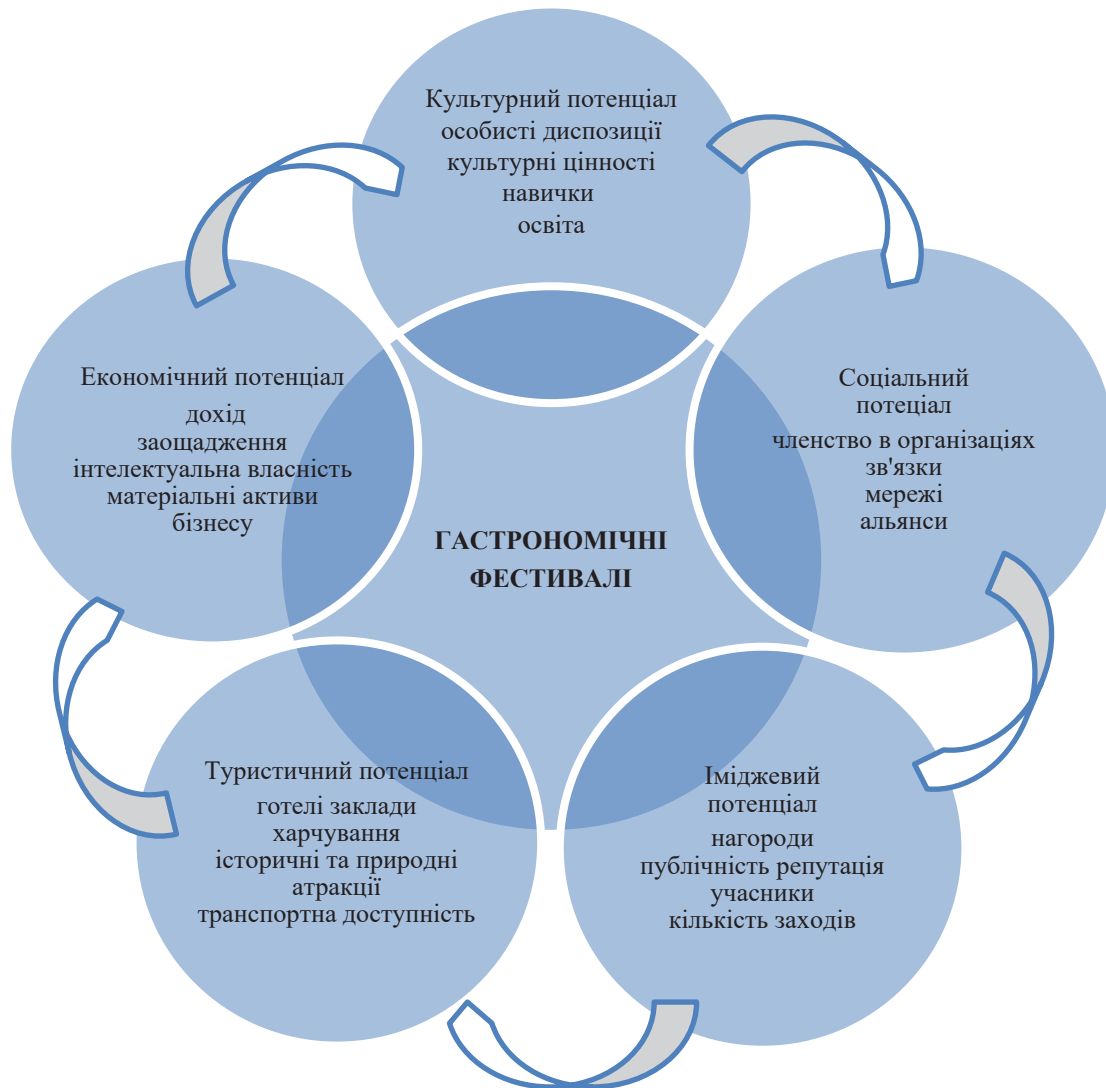 Культурний потенціал
особисті диспозиції
культурні цінності
навички
освіта
Економічний потенціал
дохід
заощадження
інтелектуальна власність
матеріальні активи
бізнесу
Соціальний
потеціал
членство в організаціях
зв'язки
мережі
альянси
ГАСТРОНОМІЧНІ
ФЕСТИВАЛІ
Туристичний потенціал
готелі заклади
харчування
історичні та природні
атракції
транспортна доступність
Іміджевий
потенціал
нагороди
публічність репутація
учасники
кількість заходів